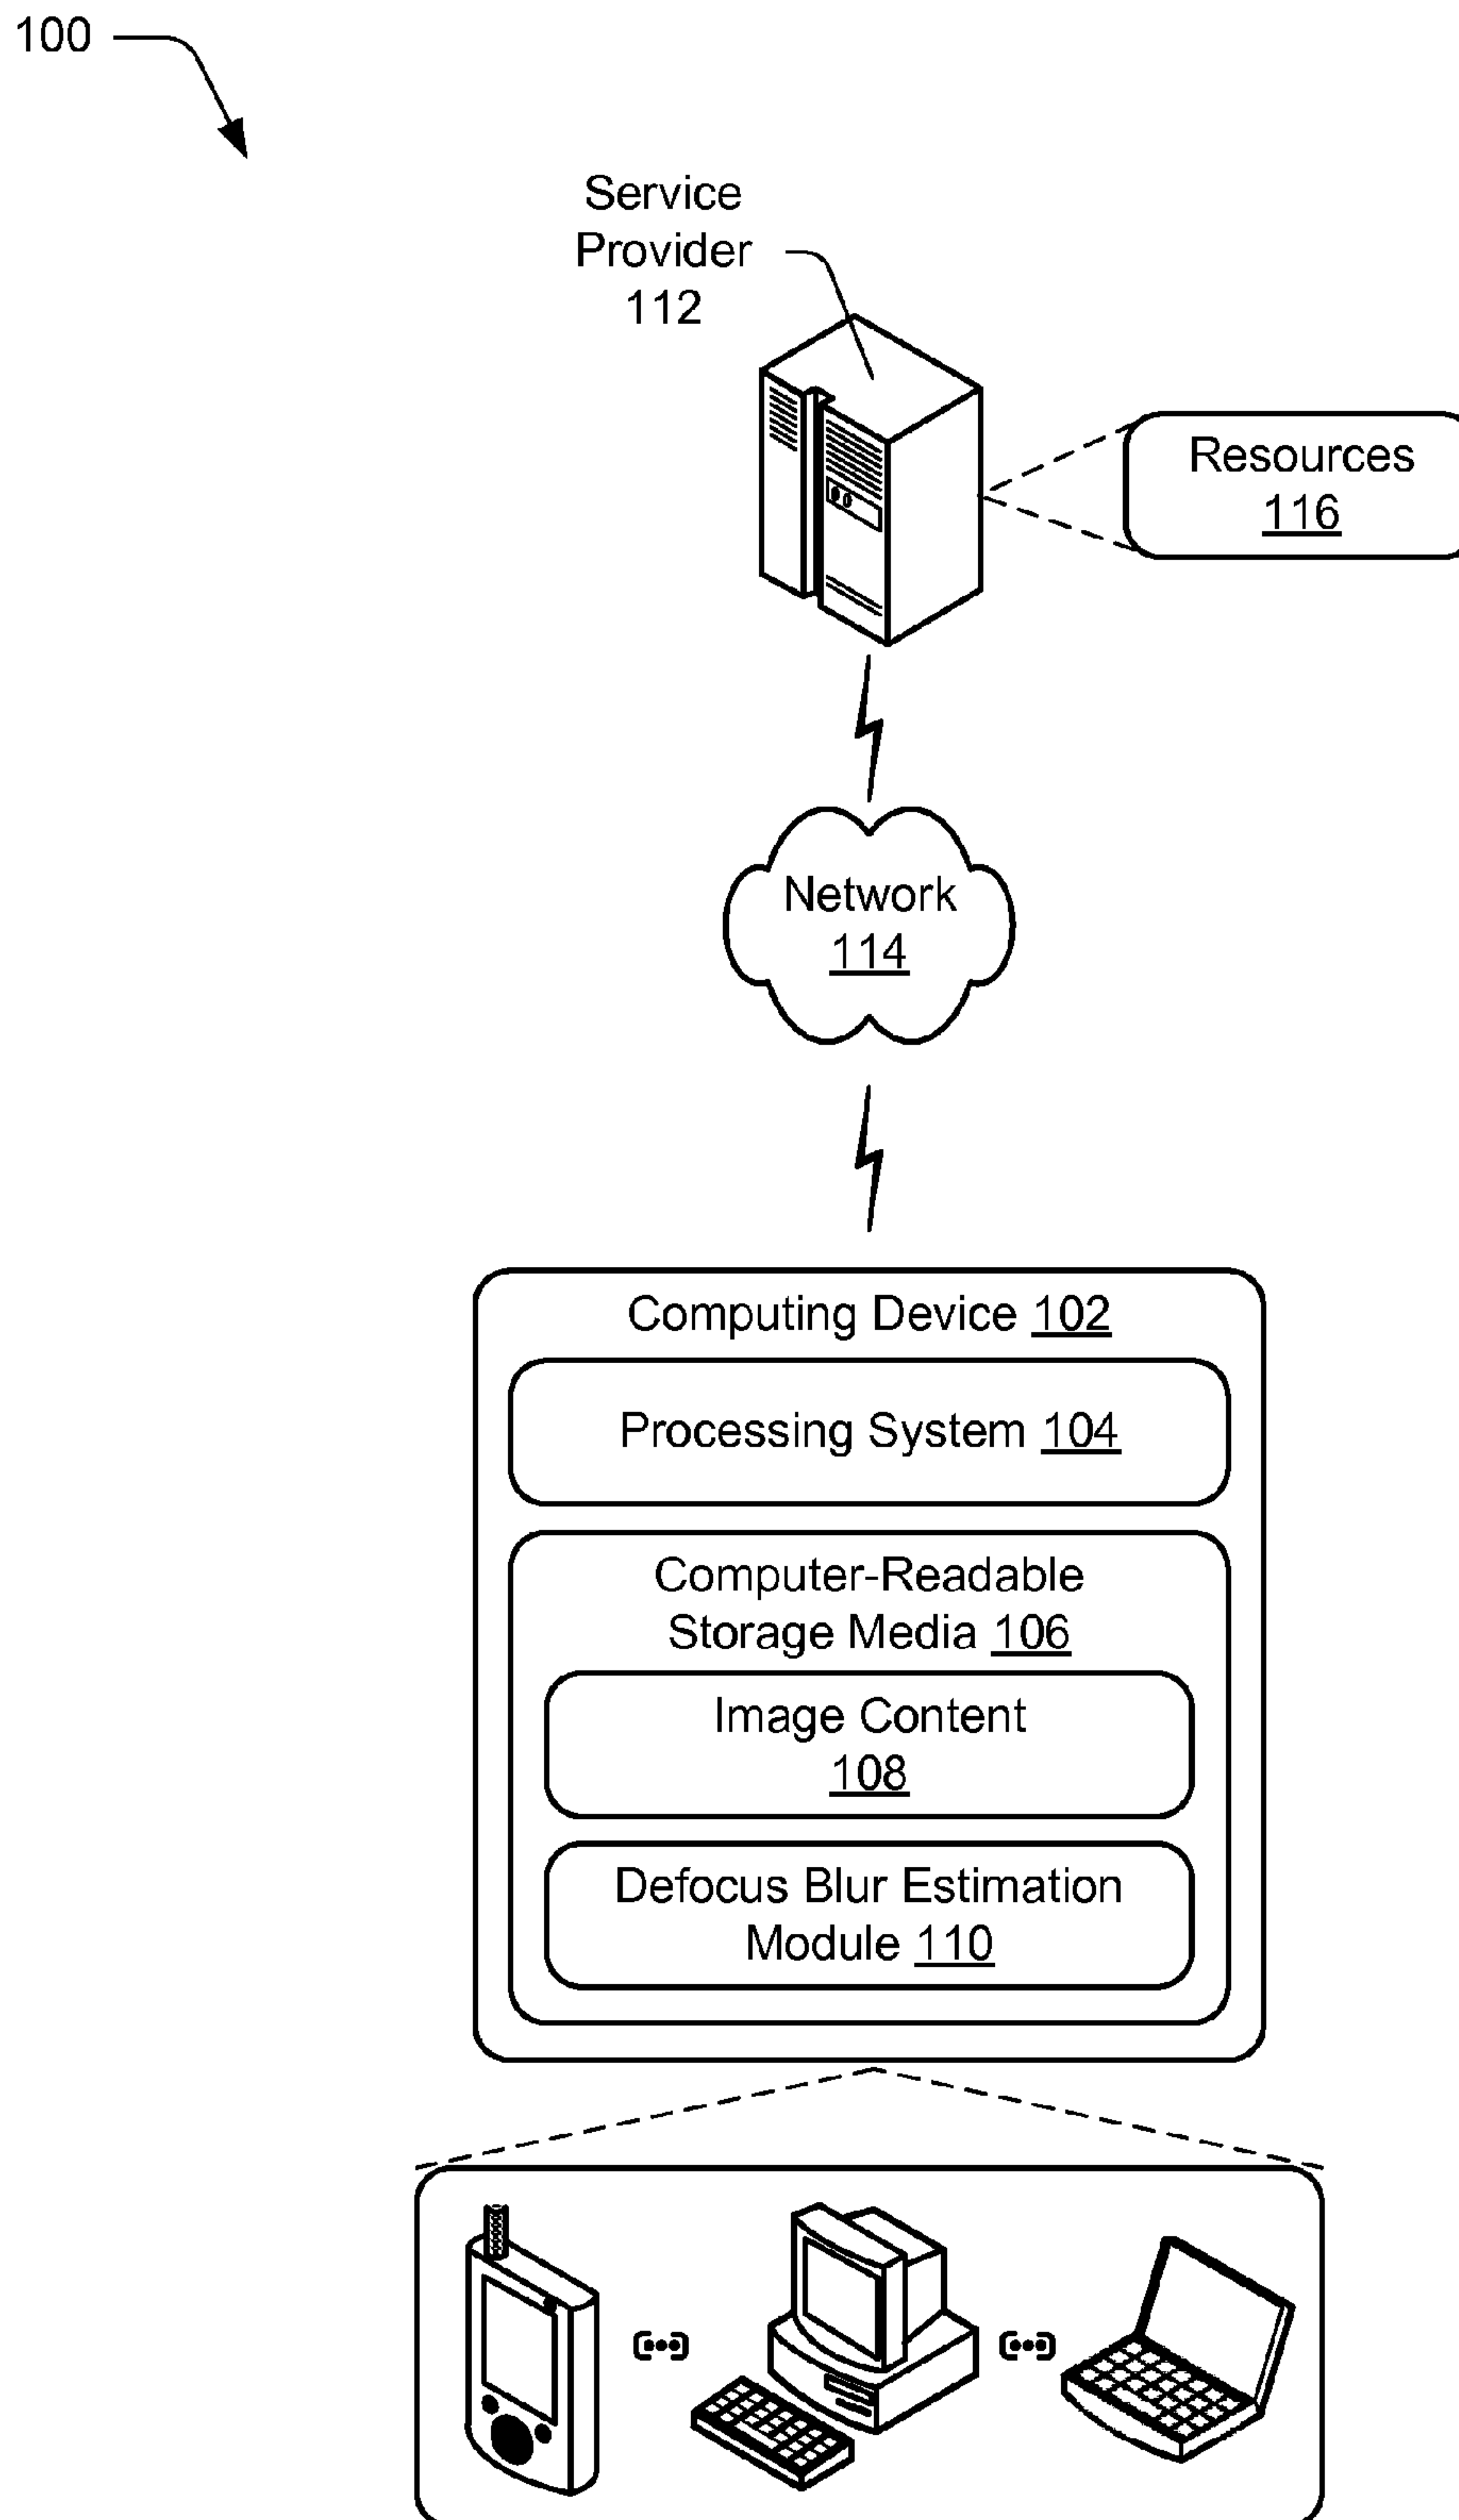 100
Service
Provider
112
Resources
116
Network
114
Computing Device 102
Processing System 104
Computer-Readable
Storage Media 106
Image Content
108
Defocus Blur Estimation
Module 110